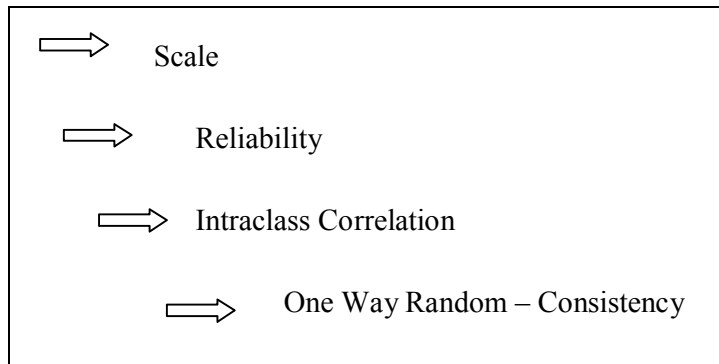 Scale
Reliability
Intraclass Correlation
One Way Random – Consistency